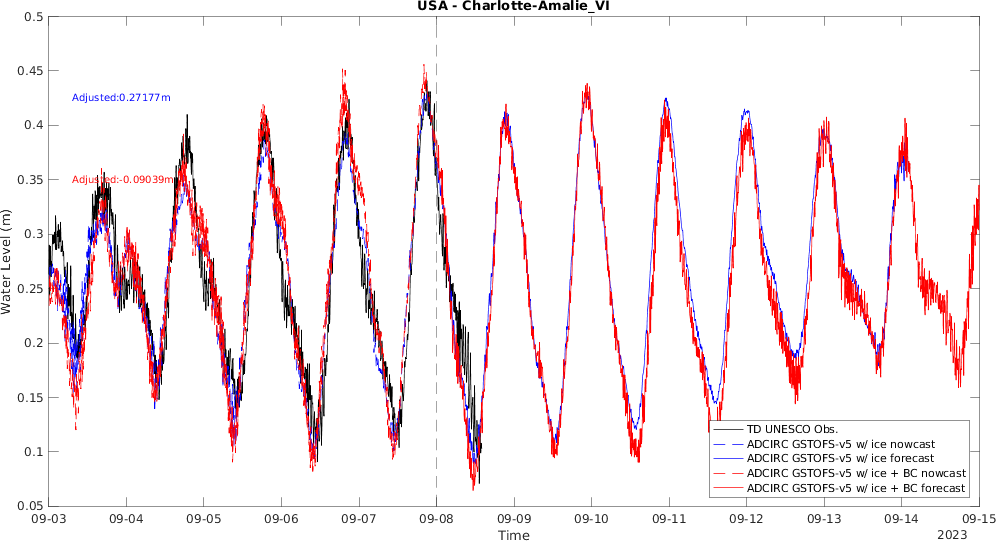 USA - Charlotte-Amalie_VI
0.5
0.45
0.4
0.35
0.3
0.25
0.2
0.15
0.1
0.05
Water Level (m)
Adjusted:0.27177m
Adjusted:-0.09039m
TD UNESCO Obs.
ADCIRC GSTOFS-v5 w/ ice nowcast
ADCIRC GSTOFS-v5 w/ ice forecast
ADCIRC GSTOFS-v5 w/ ice + BC nowcast
ADCIRC GSTOFS-v5 w/ ice + BC forecast
09-03 09-04 09-05 09-06 09-07 09-08 09-09 09-10 09-11 09-12 09-13 09-14 09-15
Time
2023